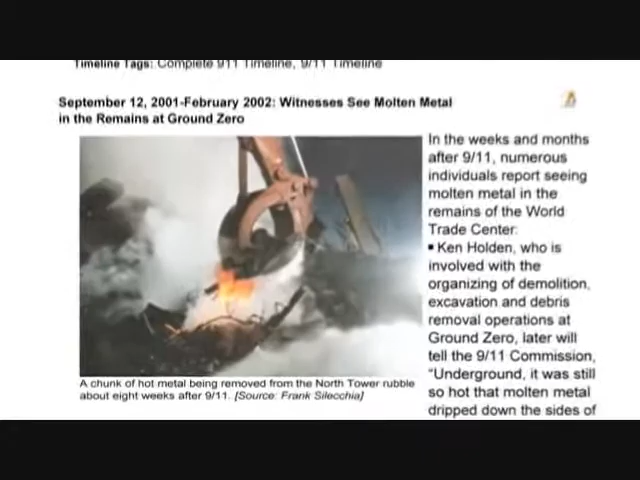 Timeline Tags: Complete 911 Timeline, 9/11 Timeline
September 12, 2001-February 2002: Witnesses See Molten Metal
in the Remains at Ground Zero
In the weeks and months
after 9/11, numerous
individuals report seeing
molten metal in the
remains of the World
Trade Center:
▪ Ken Holden, who is
involved with the
organizing of demolition,
excavation and debris
removal operations at
Ground Zero, later will
tell the 9/11 Commission,
“Underground, it was still
so hot that molten metal
dripped down the sides of
A chunk of hot metal being removed from the North Tower rubble
about eight weeks after 9/11. [Source: Frank Silecchia]